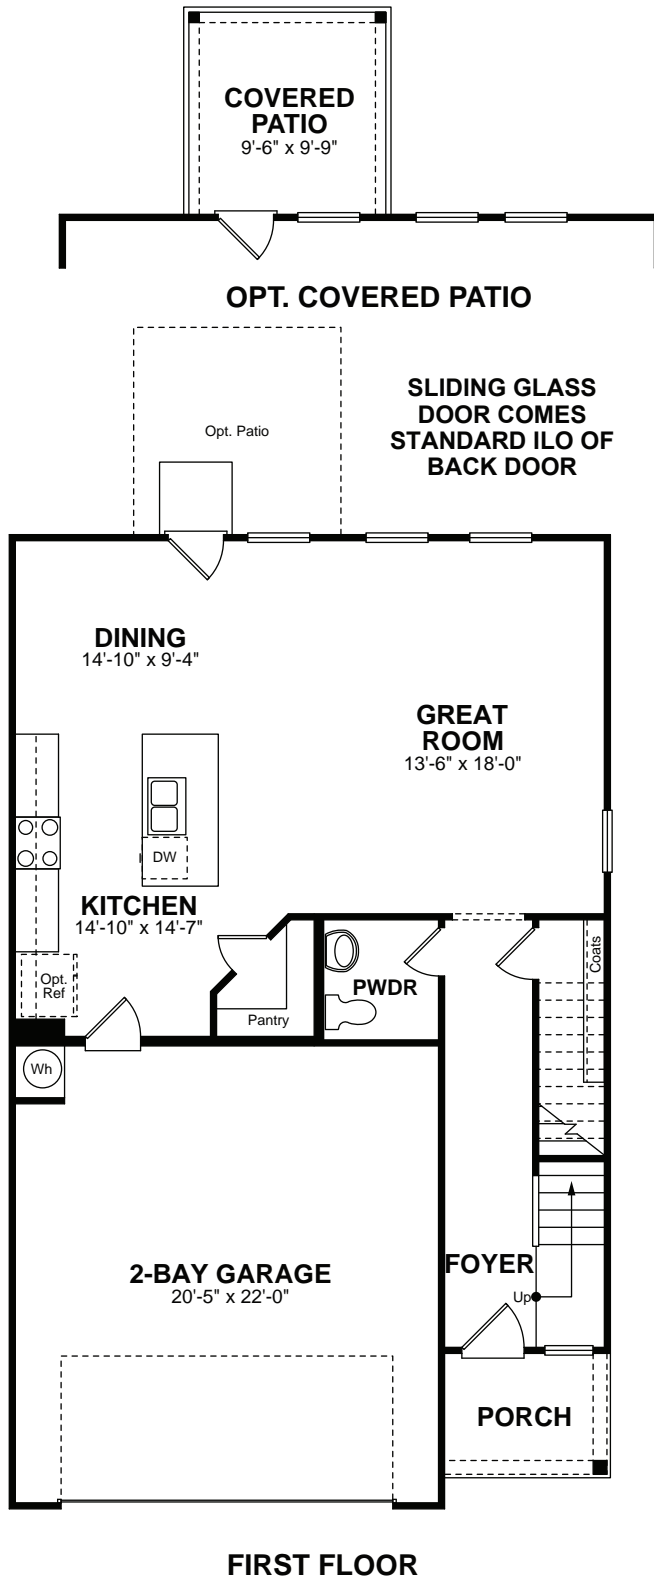 COVERED
PATIO
9'-6" x 9'-9"
OPT. COVERED PATIO
SLIDING GLASS
DOOR COMES
STANDARD ILO OF
BACK DOOR
Opt. Patio
DINING
14'-10" x 9'-4"
GREAT
ROOM
13'-6" x 18'-0"
DW
KITCHEN
14'-10" x 14'-7"
Opt.
Ref
Pantry
PWDR
Coats
Wh
2-BAY GARAGE
20'-5" x 22'-0"
FOYER
Up
PORCH
FIRST FLOOR